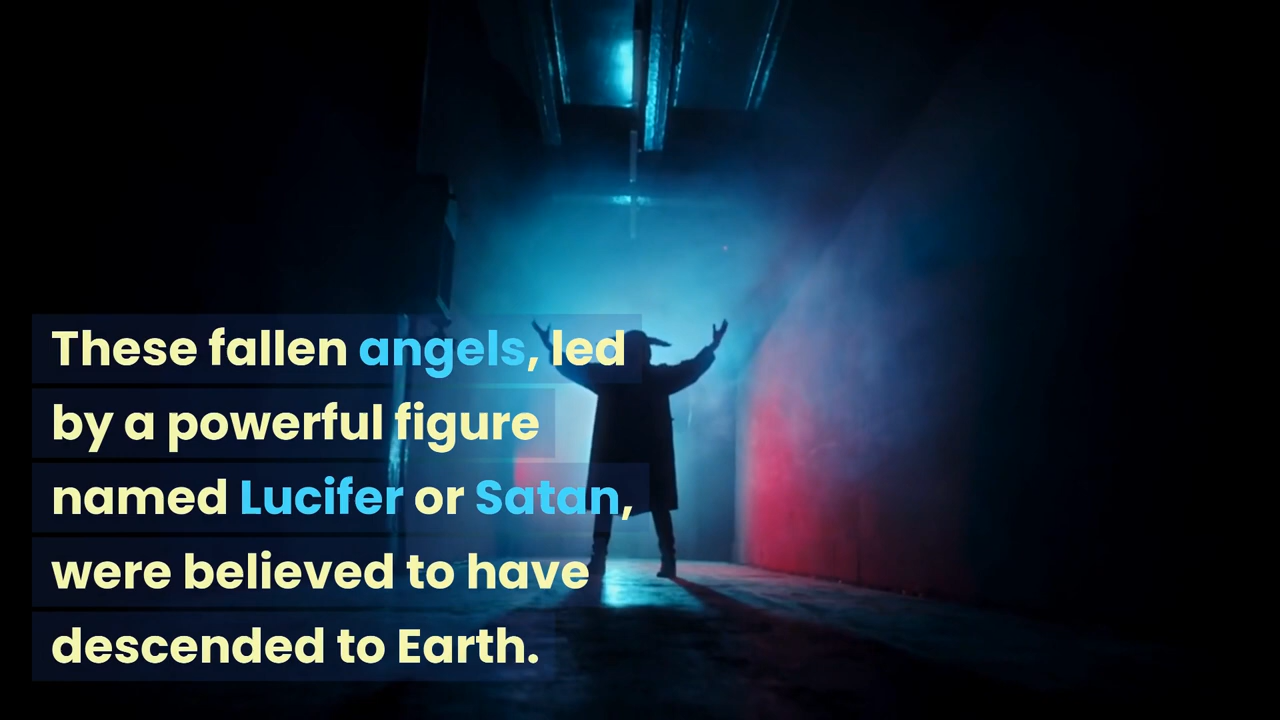 These fallen angels, led
by a powerful figure
named Lucifer or Satan,
were believed to have
descended to Earth.